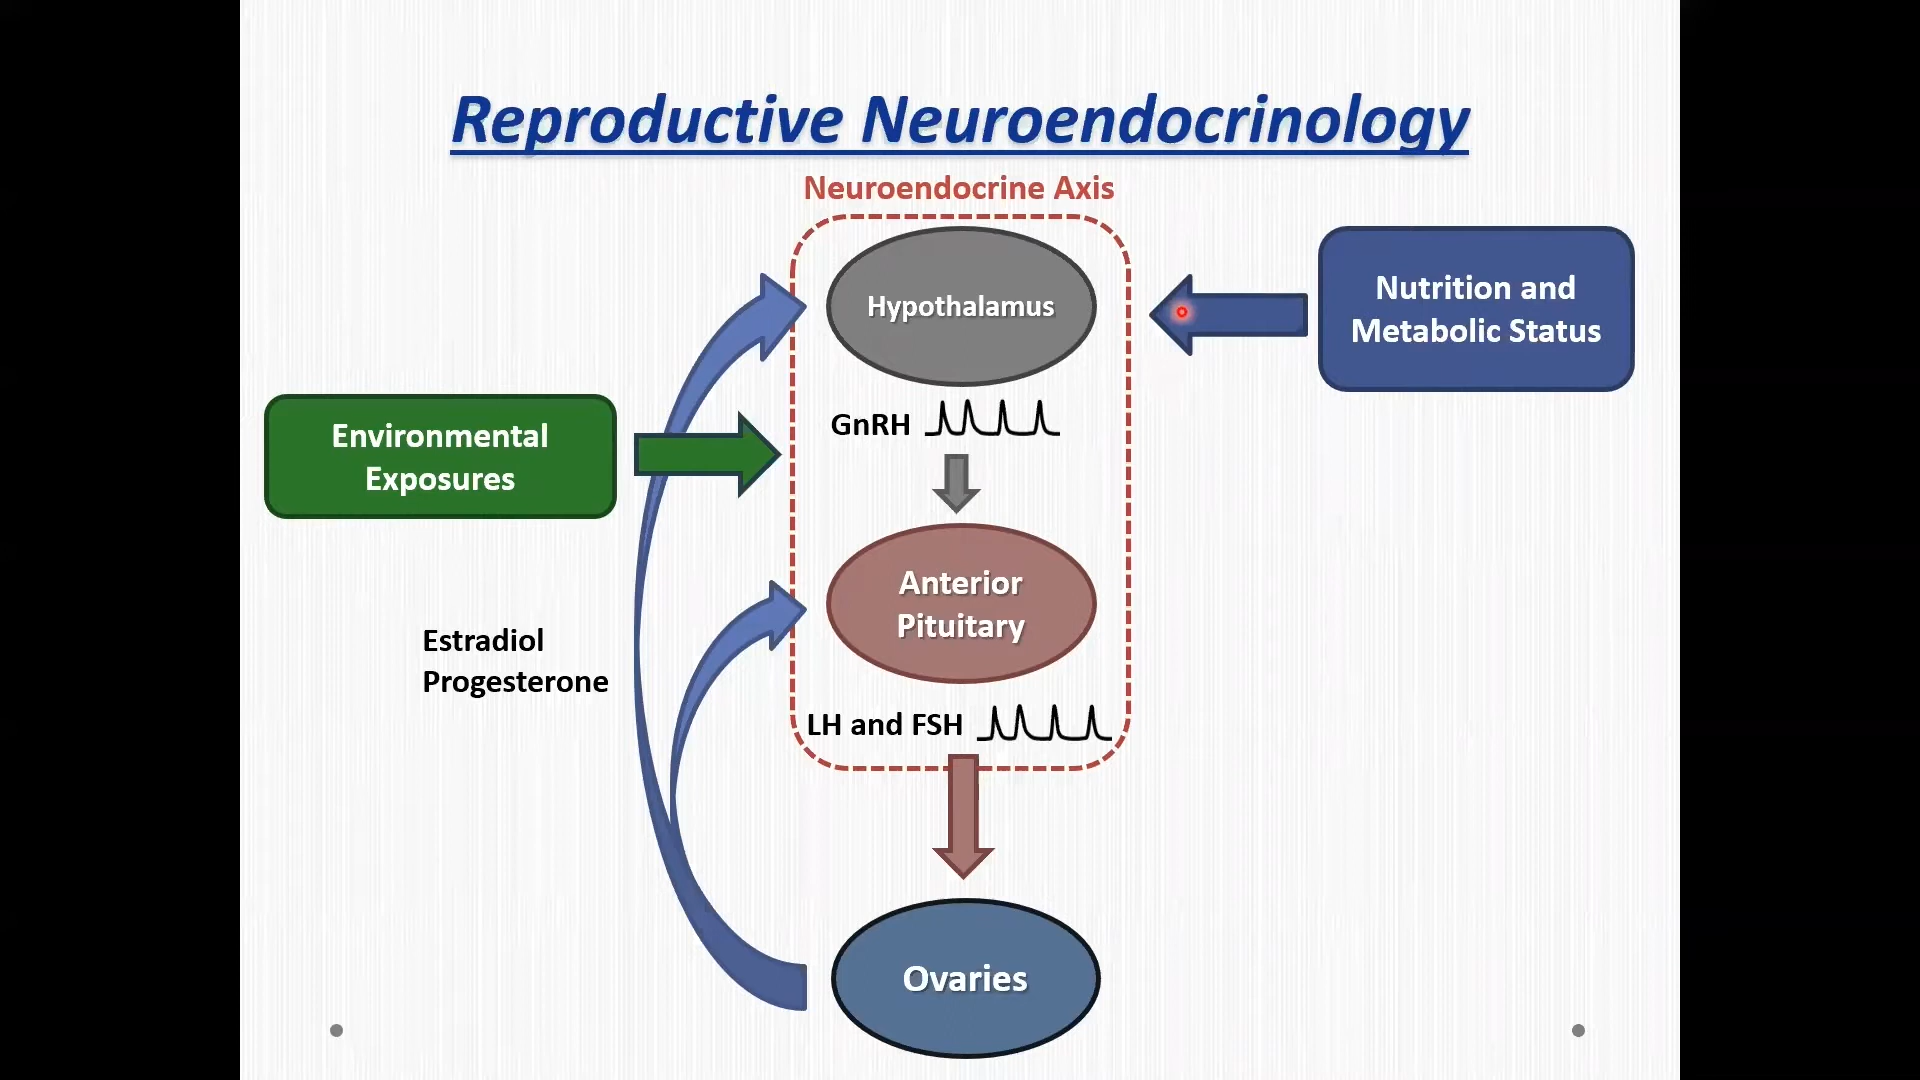 Reproductive Neuroendocrinology
Neuroendocrine Axis
Hypothalamus
Nutrition and
Metabolic Status
GnRH
Environmental
Exposures
Anterior
Pituitary
Estradiol
Progesterone
LH and FSH
Ovaries